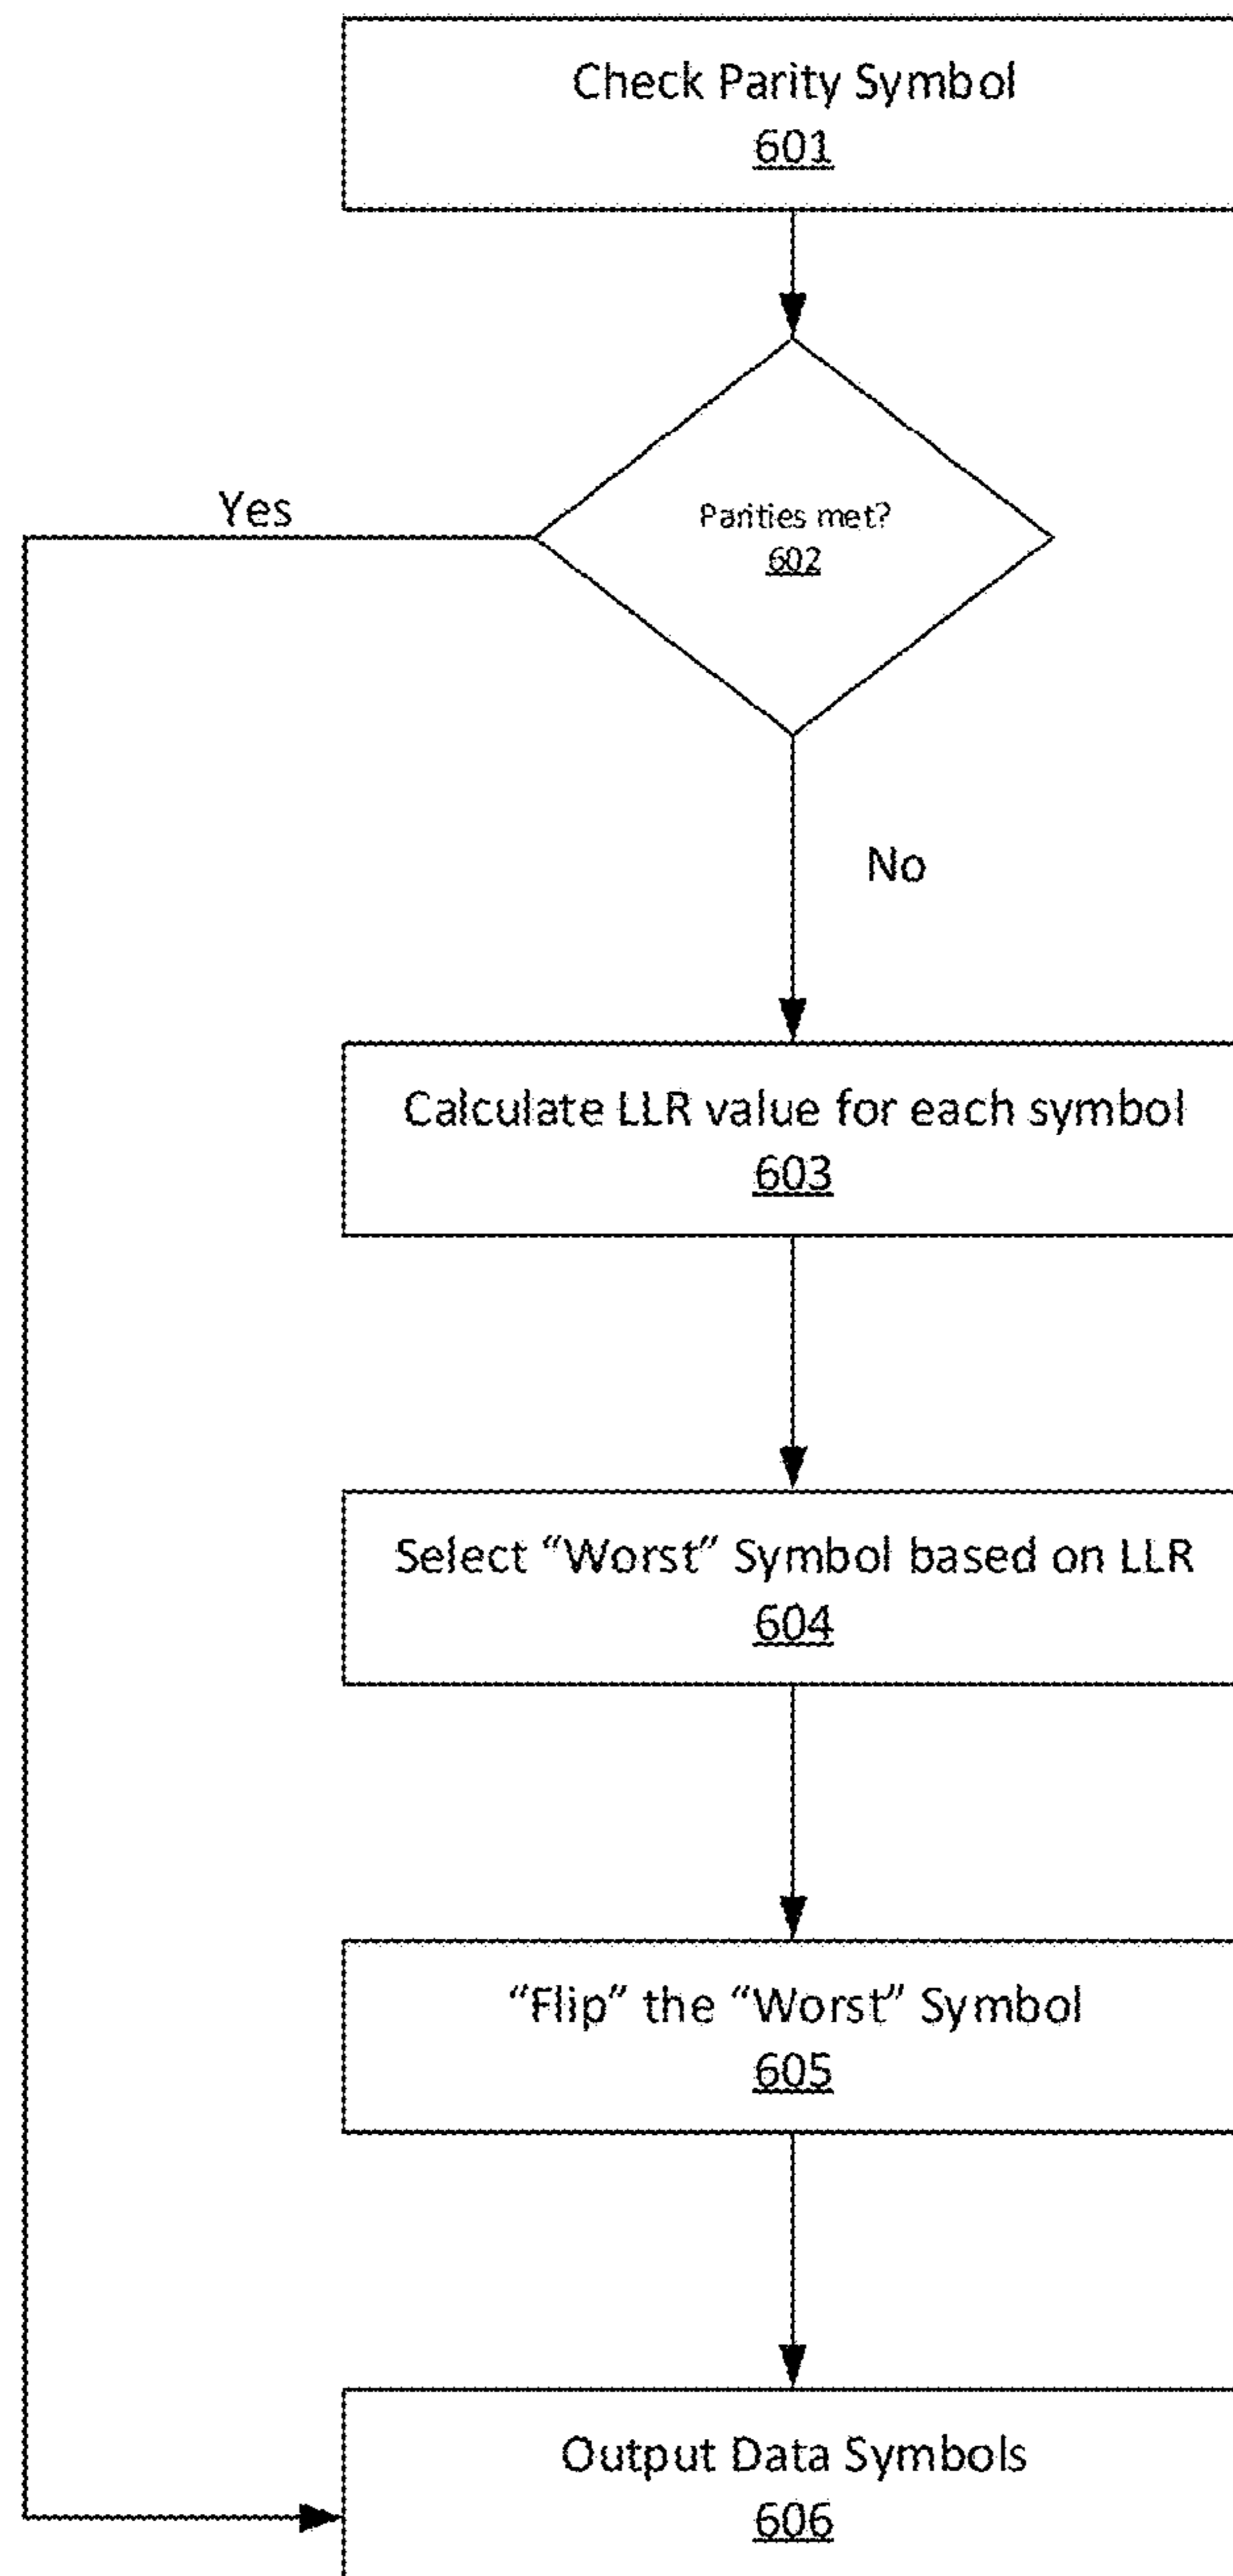 Check Parity Symbol
601
Parities met?
602
Yes
No
Calculate LLR value for each symbol
603
Select “Worst” Symbol based on LLR
604
“Flip” the “Worst” Symbol
605
Output Data Symbols
606